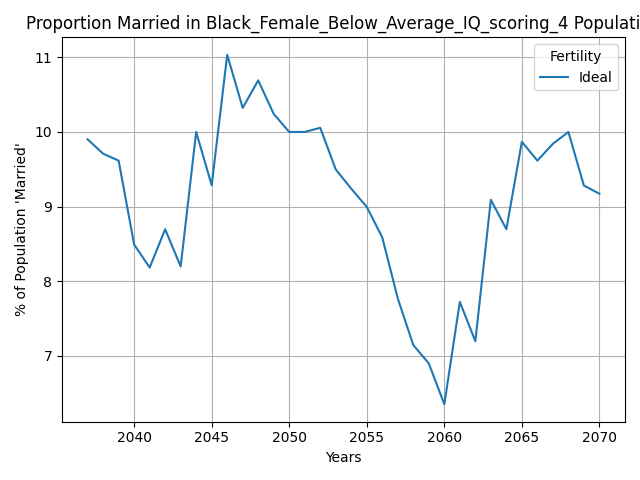 Proportion Married in Black_Female_Below_Average_IQ_scoring_4 Populati
Fertility
Ideal
% of Population 'Married'
11
10
9
8
7
2040 2045 2050 2055 2060 2065 2070
Years